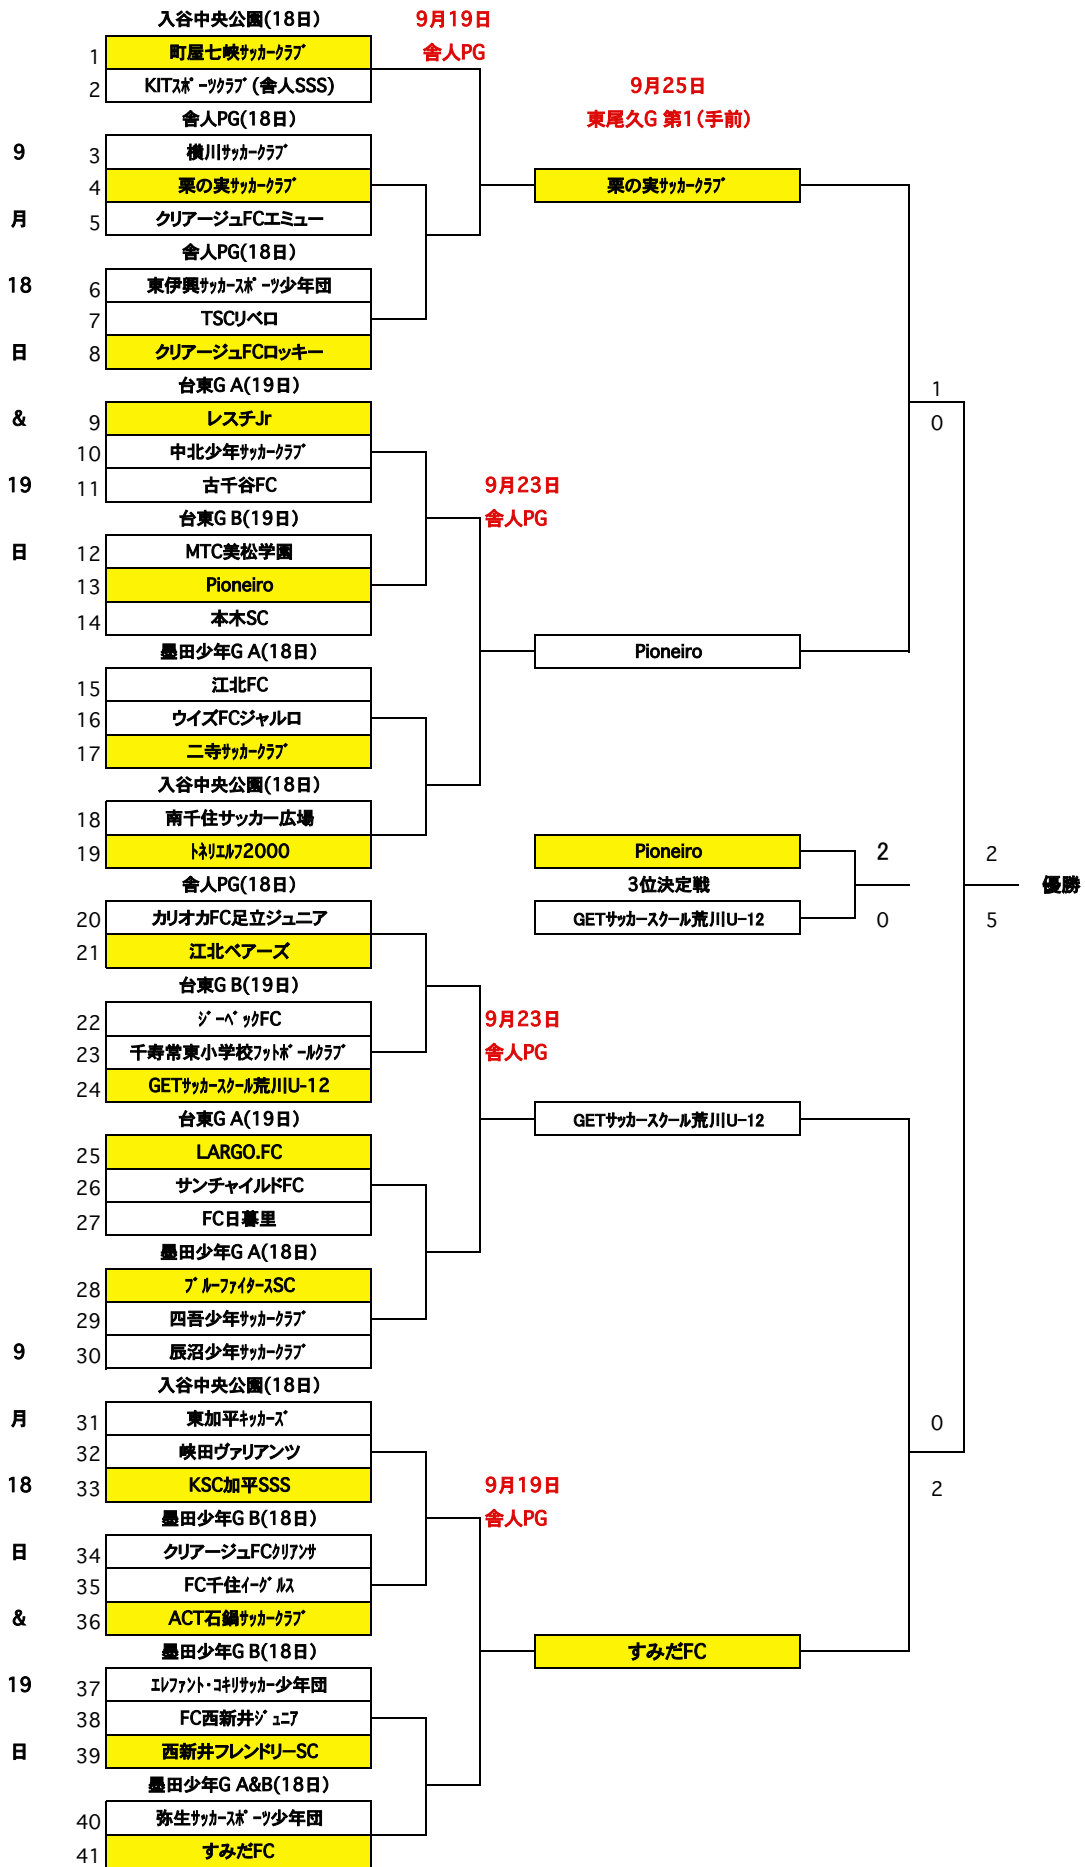 入谷中央公園(18日)
9月19日
1 町屋七峡ｻｯｶｰｸﾗﾌﾞ
舎人PG
2 KITｽﾎﾟｰﾂｸﾗﾌﾞ(舎人SSS)
9月25日
舎人PG(18日)
東尾久G 第1(手前)
9
3 横川ｻｯｶｰｸﾗﾌﾞ
4 栗の実ｻｯｶｰｸﾗﾌﾞ
栗の実ｻｯｶｰｸﾗﾌﾞ
月
5 クリアージュFCエミュー
舎人PG(18日)
18
6 東伊興ｻｯｶｰｽﾎﾟｰﾂ少年団
7 TSCリベロ
日
8 クリアージュFCロッキー
台東G A(19日)
1
&
9 レスチJr
0
10 中北少年ｻｯｶｰｸﾗﾌﾞ
19
11 古千谷FC
9月23日
台東G B(19日)
舎人PG
日
12 MTC美松学園
13 Pioneiro
14 本木SC
墨田少年G A(18日)
Pioneiro
15 江北FC
16 ウイズFCジャルロ
17 二寺ｻｯｶｰｸﾗﾌﾞ
入谷中央公園(18日)
18 南千住サッカー広場
19 ﾄﾈﾘｴﾙﾌ2000
Pioneiro
2
2
舎人PG(18日)
3位決定戦
優勝
20 カリオカFC足立ジュニア
GETサッカースクール荒川U-12
0
5
21 江北ベアーズ
台東G B(19日)
22 ｼﾞｰﾍﾞｯｸFC
9月23日
23 千寿常東小学校ﾌｯﾄﾎﾞｰﾙｸﾗﾌﾞ
舎人PG
24 GETｻｯｶｰｽｸｰﾙ荒川U-12
台東G A(19日)
GETサッカースクール荒川U-12
25 LARGO.FC
26 サンチャイルドFC
27 FC日暮里
墨田少年G A(18日)
28 ﾌﾞﾙｰﾌｧｲﾀｰｽSC
29 四吾少年ｻｯｶｰｸﾗﾌﾞ
9
30 辰沼少年ｻｯｶｰｸﾗﾌﾞ
入谷中央公園(18日)
月
31 東加平ｷｯｶｰｽﾞ
0
32 峡田ヴァリアンツ
18
33 KSC加平SSS
9月19日
2
墨田少年G B(18日)
舎人PG
日
34 クリアージュFCｸﾘｱﾝｻ
35 FC千住ｲｰｸﾞﾙｽ
&
36 ACT石鍋ｻｯｶｰｸﾗﾌﾞ
墨田少年G B(18日)
すみだFC
19
37 ｴﾚﾌｧﾝﾄ･ｺｷﾘｻｯｶｰ少年団
38 FC西新井ｼﾞｭﾆｱ
日
39 西新井フレンドリーSC
墨田少年G A&B(18日)
40 弥生ｻｯｶｰｽﾎﾟｰﾂ少年団
41 すみだFC